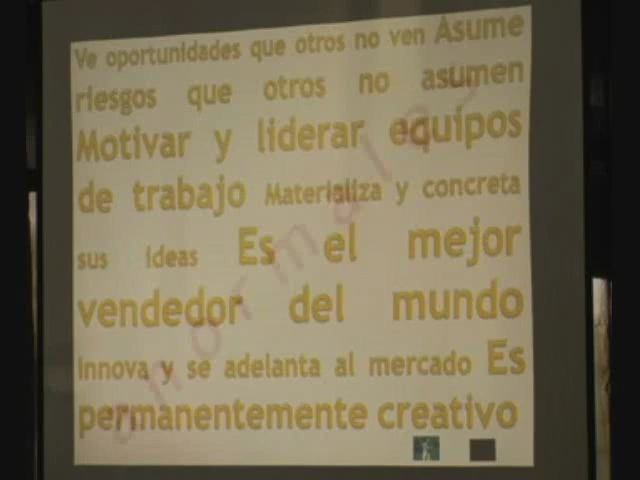 Ve oportunidades que otros no ven Asume
riesgos que otros no asumen
Motivar y liderar equipos
de trabajo Materializa y concreta
sus ideas Es el mejor
vendedor del mundo
Innova y se adelanta al mercado Es
permanentemente creativo
anormales